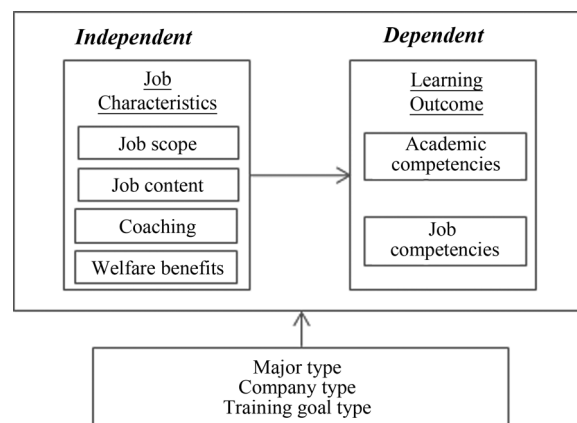 Independent
Job
Characteristics
Job scope
Job content
Coaching
Welfare benefits
Dependent
Learning
Outcome
Academic
competencies
Job
competencies
Major type
Company type
Training goal type